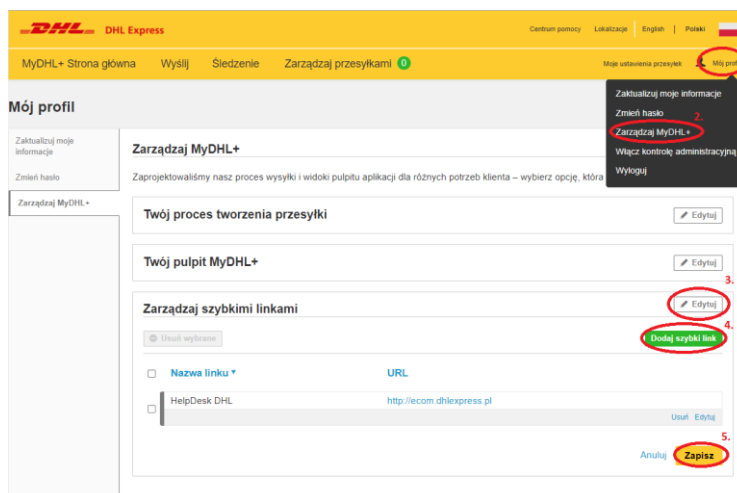 DHL DHL Express
Centrum pomocy Lokalizacje English | Polski
MyDHL+ Strona główna Wyślij Śledzenie Zarządzaj przesyłkami 0
Moje ustawienia przesyłek Mój prof
Mój profil
Zaktualizuj moje informacje
Zmień hasło 2.
Zarządzaj MyDHL+
Włącz kontrolę administracyjną
Wyloguj
Zaktualizuj moje
informacje
Zmień hasło
Zarządzaj MyDHL+
Zarządzaj MyDHL+
Zaprojektowaliśmy nasz proces wysyłki i widoki pulpitu aplikacji dla różnych potrzeb klienta – wybierz opcję, która
Twój proces tworzenia przesyłki Edytuj
Twój pulpit MyDHL+ Edytuj
3.
Zarządzaj szybkimi linkami Edytuj
4.
Usuń wybrane Dodaj szybki link
Nazwa linku URL
HelpDesk DHL http://ecom.dhlexpress.pl
Usuń Edytuj
5.
Anuluj Zapisz